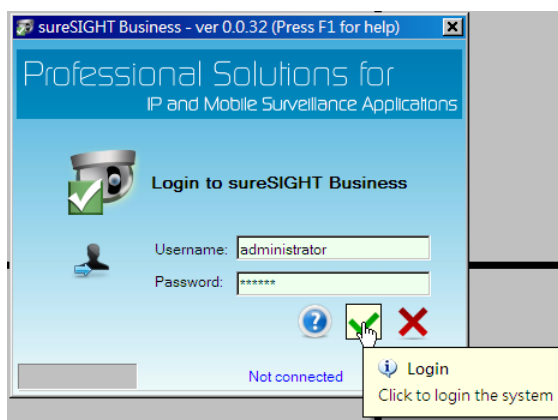 sureSIGHT Business - ver 0.0.32 (Press F1 for help)
Professional Solutions for
IP and Mobile Surveillance Applications
Login to sureSIGHT Business
Username: administrator
Password: ******
?
Not connected
Login
Click to login the system